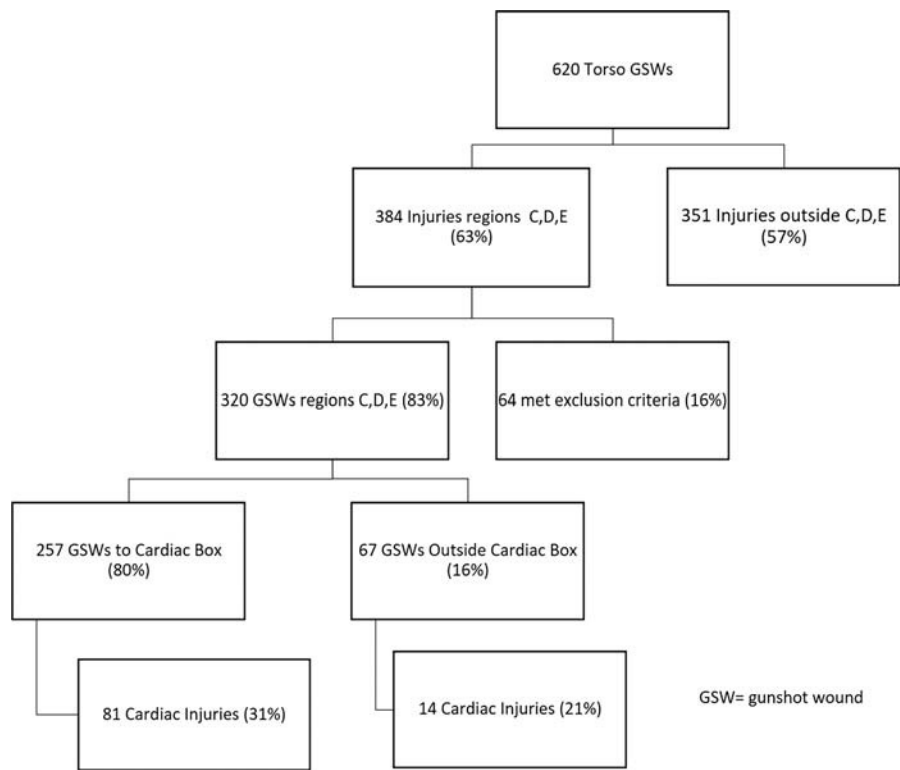 620 Torso GSWs
384 Injuries regions C,D,E
(63%)
351 Injuries outside C,D,E
(57%)
320 GSWs regions C,D,E (83%)
64 met exclusion criteria (16%)
257 GSWs to Cardiac Box
(80%)
67 GSWs Outside Cardiac Box
(16%)
81 Cardiac Injuries (31%)
14 Cardiac Injuries (21%)
GSW= gunshot wound